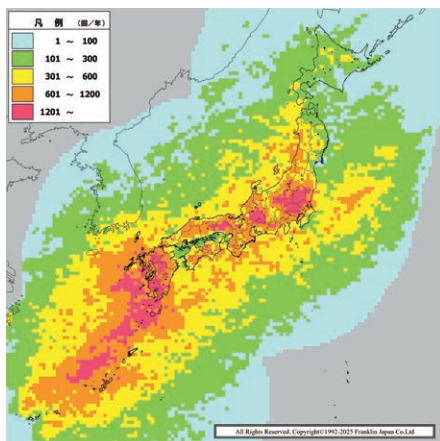 凡 例 (回/年)
1 ~ 100
101 ~ 300
301 ~ 600
601 ~ 1200
1201 ~
All Rights Reserved. Copyright©1992-2025 Franklin Japan Co.Ltd